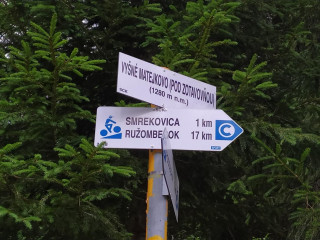 VYŠNÉ MATEJKOVO (POD ZOTAVOVŇOU)
(1280 m n.m.)
SMREKOVICA 1 km
RUŽOMBEROK 17 km
C